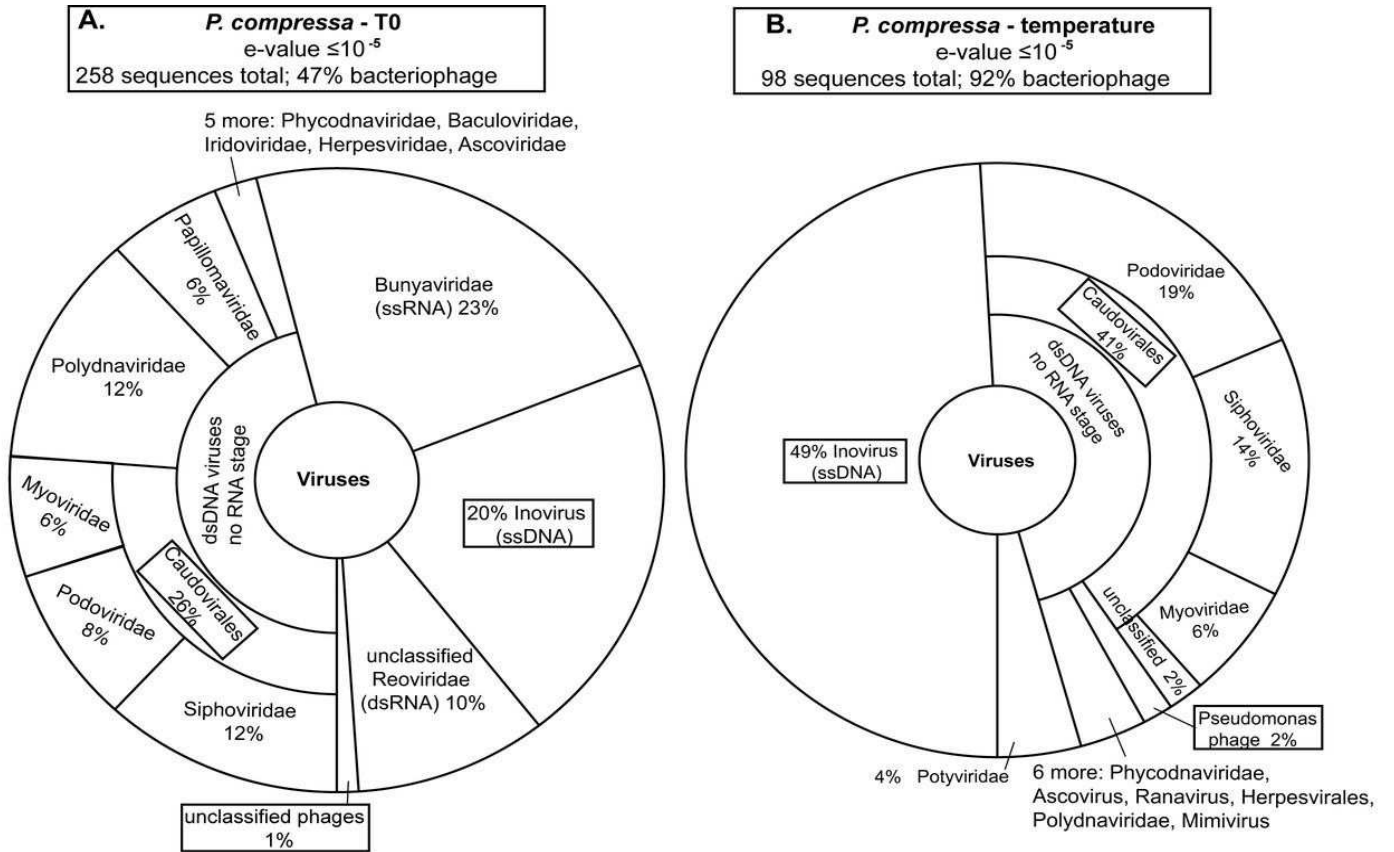 A.
P. compressa - T0
e-value ≤10 -5
258 sequences total; 47% bacteriophage
5 more: Phycodnaviridae, Baculoviridae,
Iridoviridae, Herpesviridae, Ascoviridae
Papillomaviridae
6%
Bunyaviridae
(ssRNA) 23%
Polydnaviridae
12%
dsDNA viruses
no RNA stage
Viruses
20% Inovirus
(ssDNA)
Myoviridae
6%
Caudovirales
26%
Podoviridae
8%
unclassified
Reoviridae
(dsRNA) 10%
Siphoviridae
12%
unclassified phages
1%
B.
P. compressa - temperature
e-value ≤10 -5
98 sequences total; 92% bacteriophage
Podoviridae
19%
Caudovirales
41%
dsDNA viruses
no RNA stage
Siphoviridae
14%
49% Inovirus
(ssDNA)
Viruses
Myoviridae
6%
unclassified 2%
Pseudomonas
phage 2%
4% Potyviridae
6 more: Phycodnaviridae,
Ascovirus, Ranavirus, Herpesvirales,
Polydnaviridae, Mimivirus